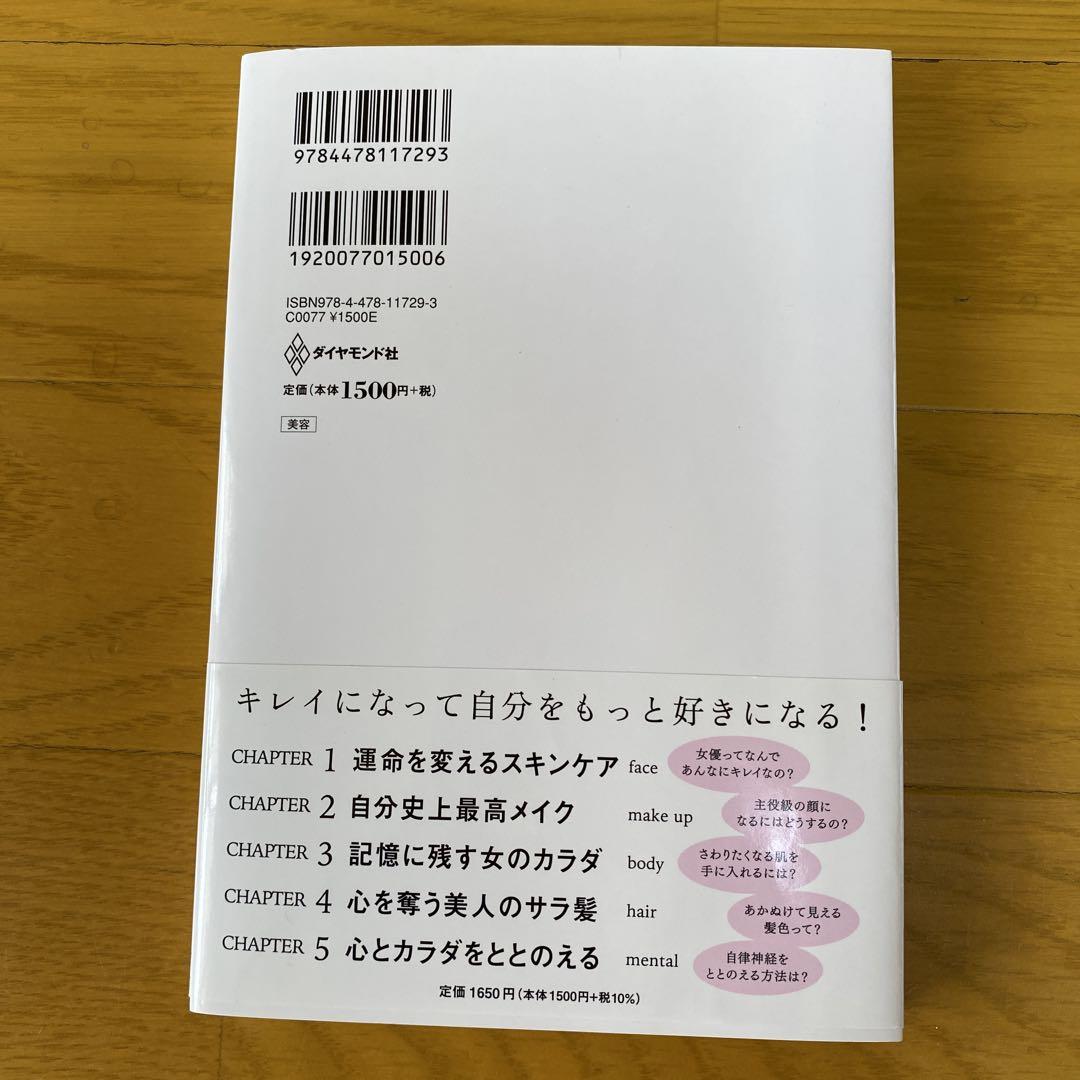 9784478117293
1920077015006
ISBN978-4-478-11729-3
C0077 ¥1500E
ダイヤモンド社
定価(本体1500円+税)
美容
キレイになって自分をもっと好きになる!
CHAPTER 1 運命を変えるスキンケア face
女優ってなんで
あんなにキレイなの?
CHAPTER 2 自分史上最高メイク make up
主役級の顔に
なるにはどうするの?
CHAPTER 3 記憶に残す女のカラダ body
さわりたくなる肌を
手に入れるには?
CHAPTER 4 心を奪う美人のサラ髪 hair
あかぬけて見える
髪色って?
CHAPTER 5 心とカラダをととのえる mental
自律神経を
ととのえる方法は?
定価1650円(本体1500円+税10%)